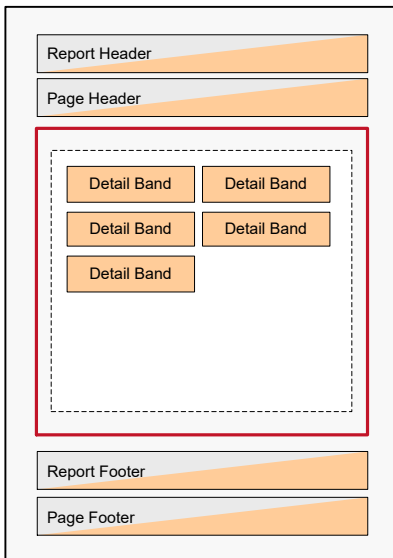 Report Header
Page Header
Detail Band Detail Band
Detail Band Detail Band
Detail Band
Report Footer
Page Footer